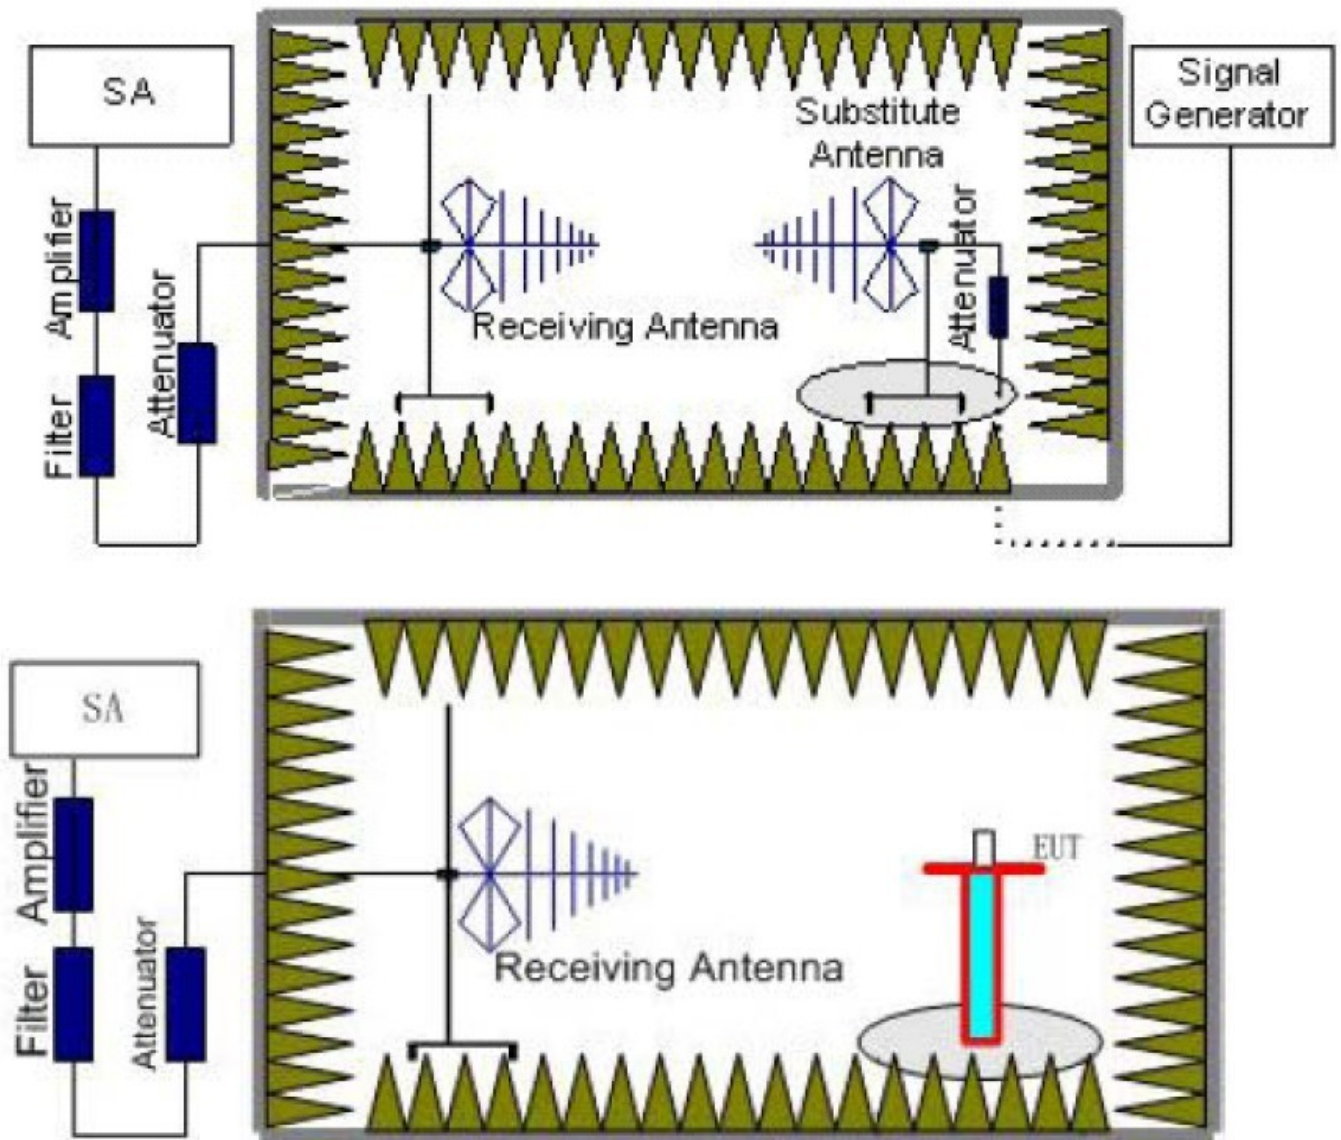 SA
Signal
Generator
Substitute
Antenna
Amplifier
Attenuator
Attenuator
Receiving Antenna
Filter
SA
Amplifier
EUT
Attenuator
Receiving Antenna
Filter